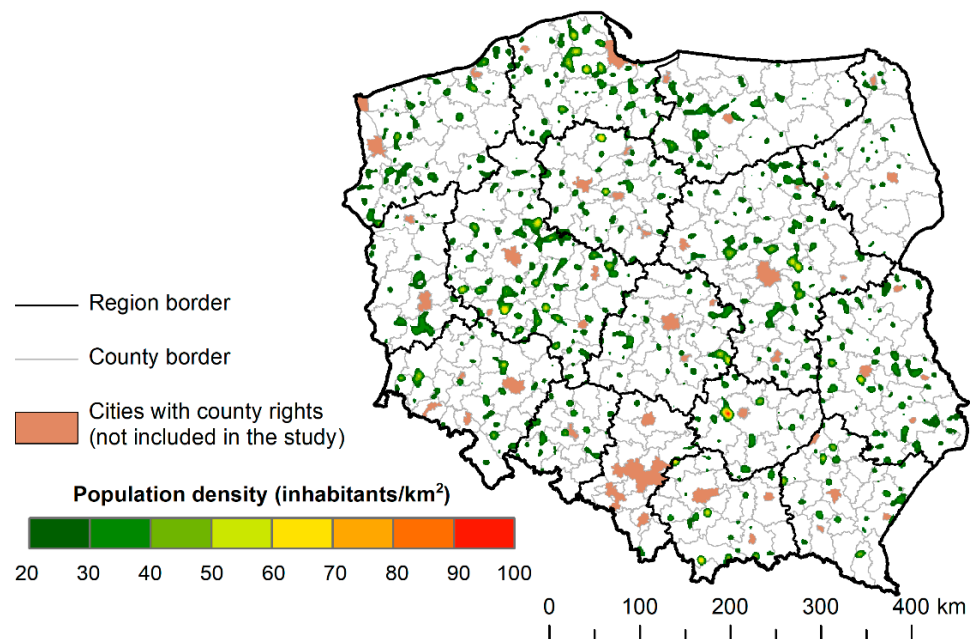 Region border
County border
Cities with county rights
(not included in the study)
Population density (inhabitants/km²)
20 30 40 50 60 70 80 90 100
0 100 200 300 400 km